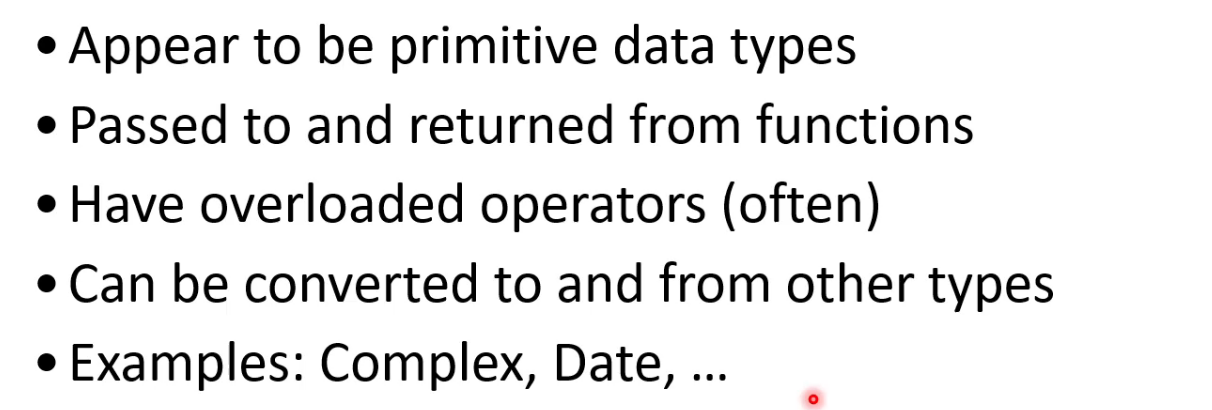 • Appear to be primitive data types
• Passed to and returned from functions
• Have overloaded operators (often)
• Can be converted to and from other types
• Examples: Complex, Date, ...